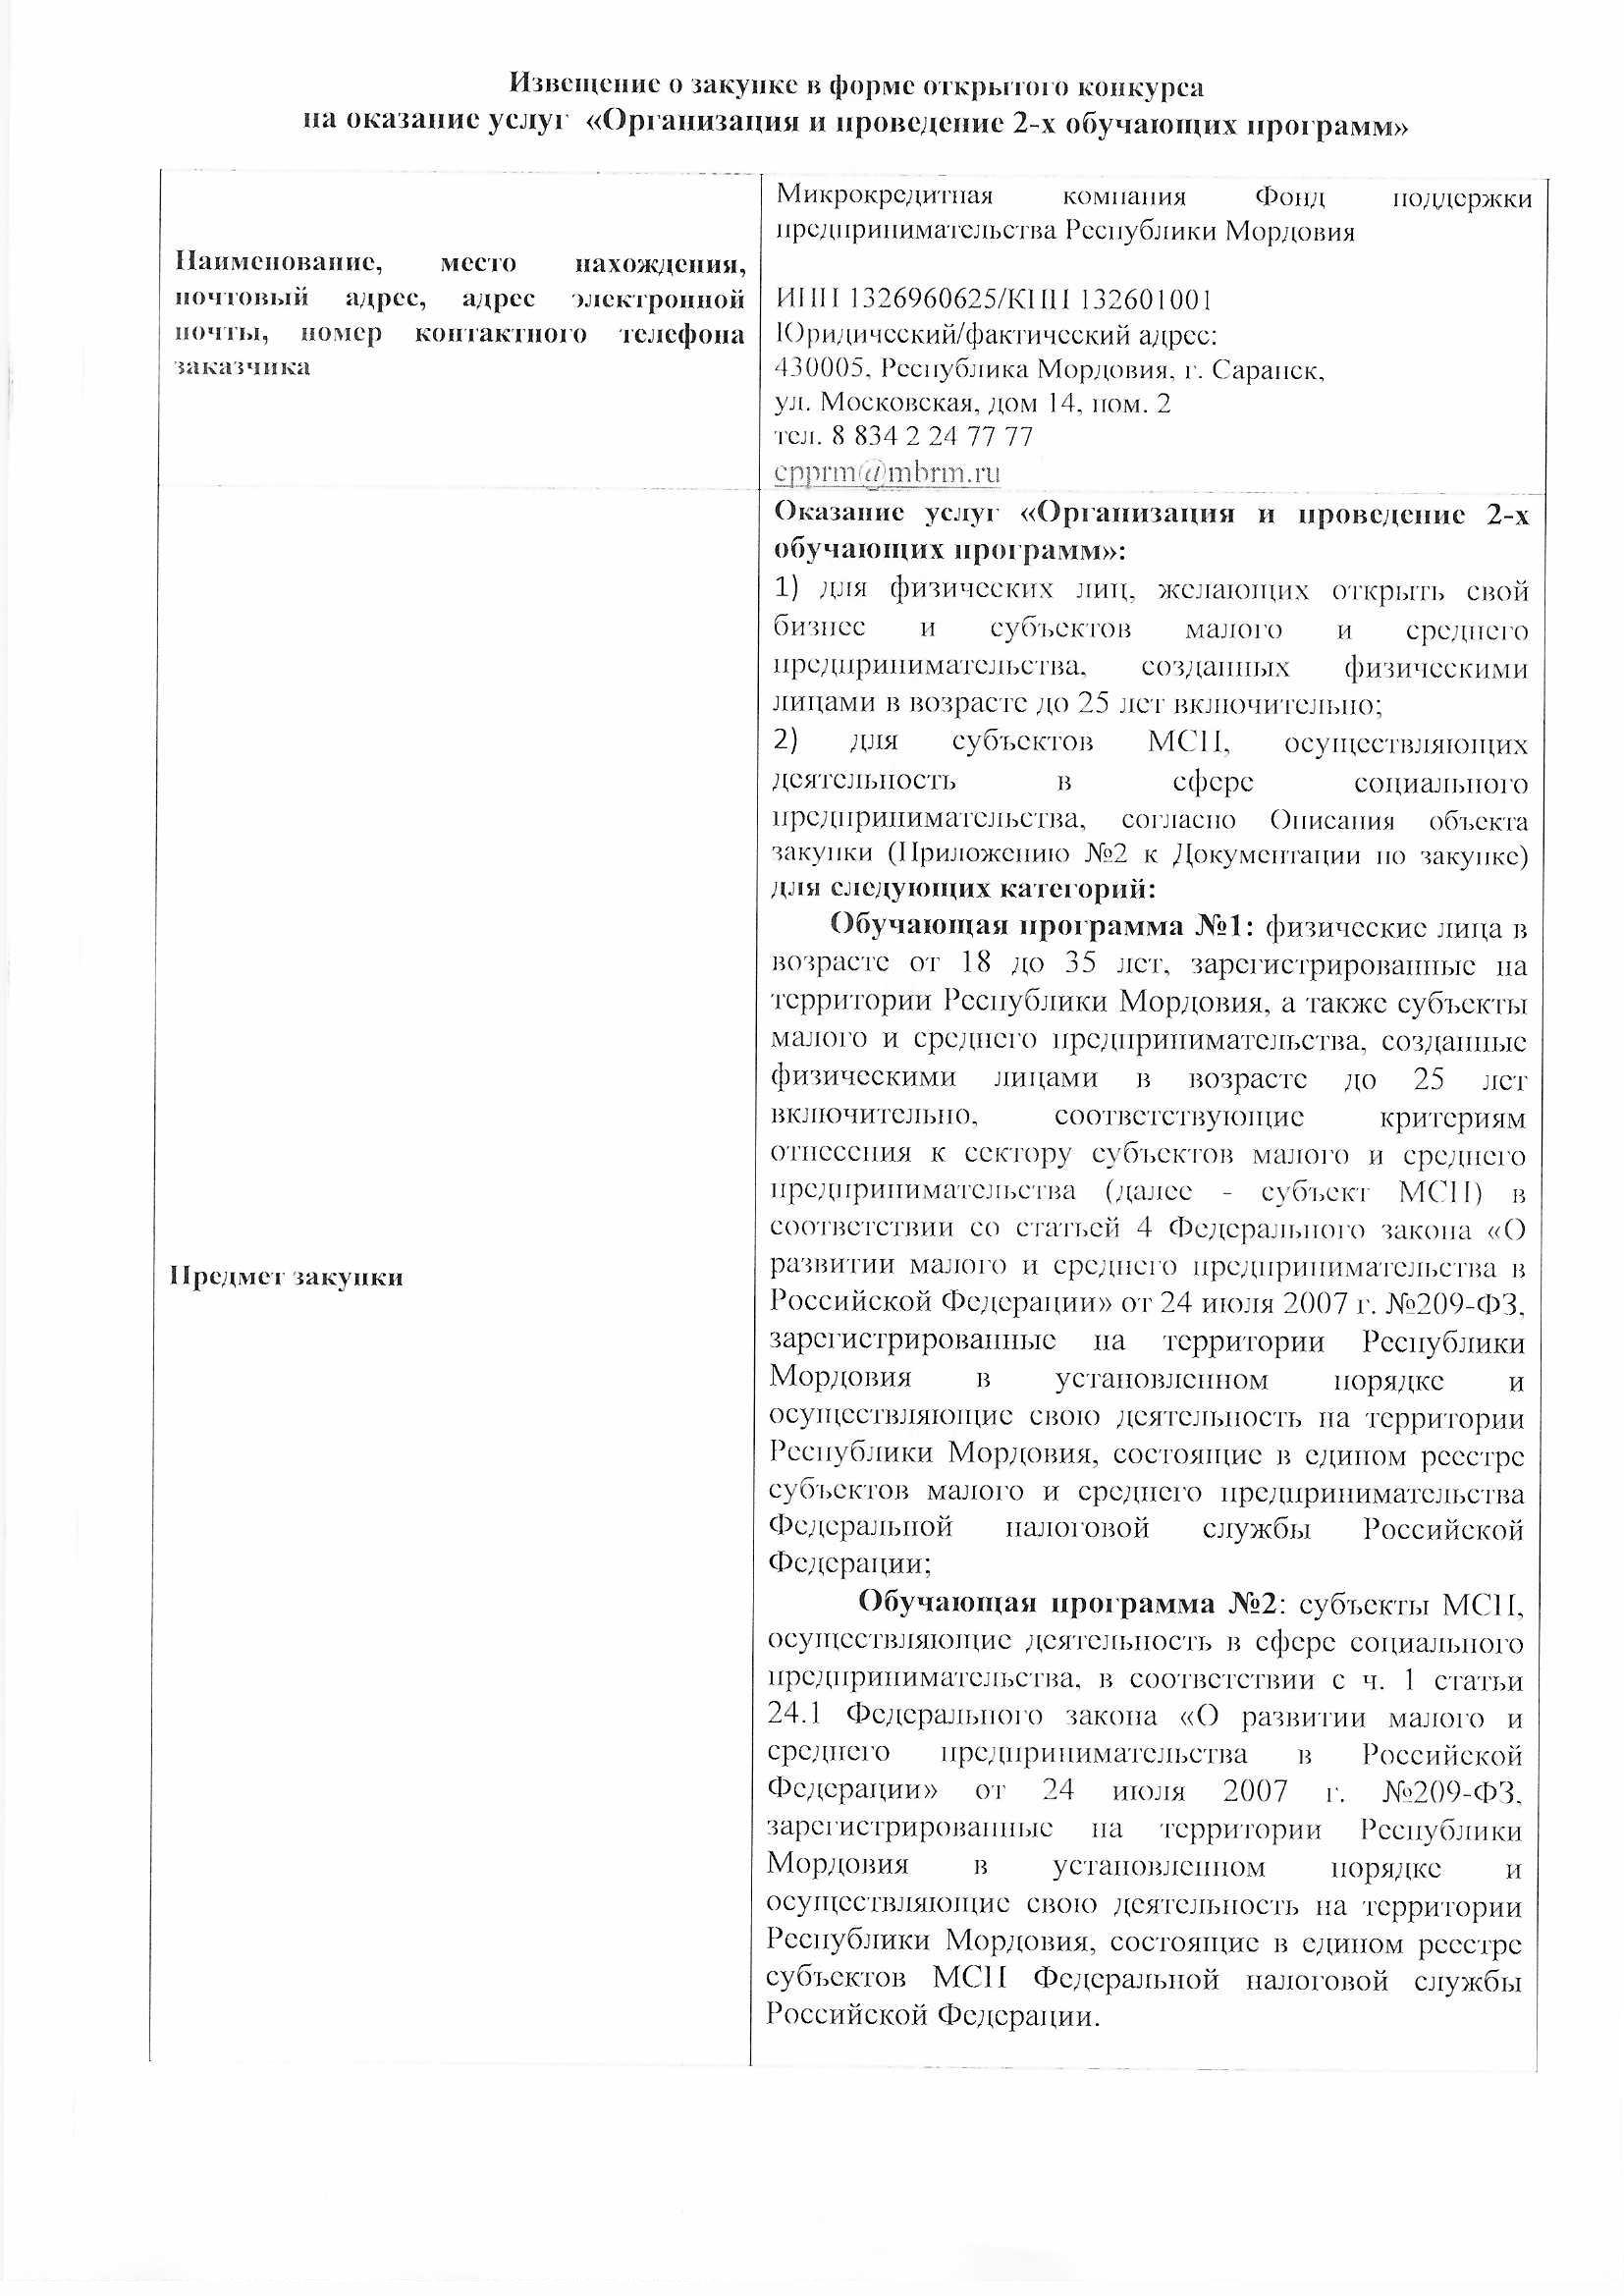 Извещение о закупке в форме открытого конкурса
на оказание услуг «Организация и проведение 2-х обучающих программ»
Наименование, место нахождения,
почтовый адрес, адрес электронной
почты, номер контактного телефона
заказчика
Микрокредитная компания Фонд поддержки
предпринимательства Республики Мордовия
ИНН 1326960625/КПП 132601001
Юридический/фактический адрес:
430005, Республика Мордовия, г. Саранск,
ул. Московская, дом 14, пом. 2
тел. 8 834 2 24 77 77
cpprm@mbrm.ru
Предмет закупки
Оказание услуг «Организация и проведение 2-х
обучающих программ»:
1) для физических лиц, желающих открыть свой
бизнес и субъектов малого и среднего
предпринимательства, созданных физическими
лицами в возрасте до 25 лет включительно;
2) для субъектов МСП, осуществляющих
деятельность в сфере социального
предпринимательства, согласно Описания объекта
закупки (Приложению №2 к Документации по закупке)
для следующих категорий:
Обучающая программа №1: физические лица в
возрасте от 18 до 35 лет, зарегистрированные на
территории Республики Мордовия, а также субъекты
малого и среднего предпринимательства, созданные
физическими лицами в возрасте до 25 лет
включительно, соответствующие критериям
отнесения к сектору субъектов малого и среднего
предпринимательства (далее - субъект МСП) в
соответствии со статьей 4 Федерального закона «О
развитии малого и среднего предпринимательства в
Российской Федерации» от 24 июля 2007 г. №209-ФЗ,
зарегистрированные на территории Республики
Мордовия в установленном порядке и
осуществляющие свою деятельность на территории
Республики Мордовия, состоящие в едином реестре
субъектов малого и среднего предпринимательства
Федеральной налоговой службы Российской
Федерации;
Обучающая программа №2: субъекты МСП,
осуществляющие деятельность в сфере социального
предпринимательства, в соответствии с ч. 1 статьи
24.1 Федерального закона «О развитии малого и
среднего предпринимательства в Российской
Федерации» от 24 июля 2007 г. №209-ФЗ,
зарегистрированные на территории Республики
Мордовия в установленном порядке и
осуществляющие свою деятельность на территории
Республики Мордовия, состоящие в едином реестре
субъектов МСП Федеральной налоговой службы
Российской Федерации.